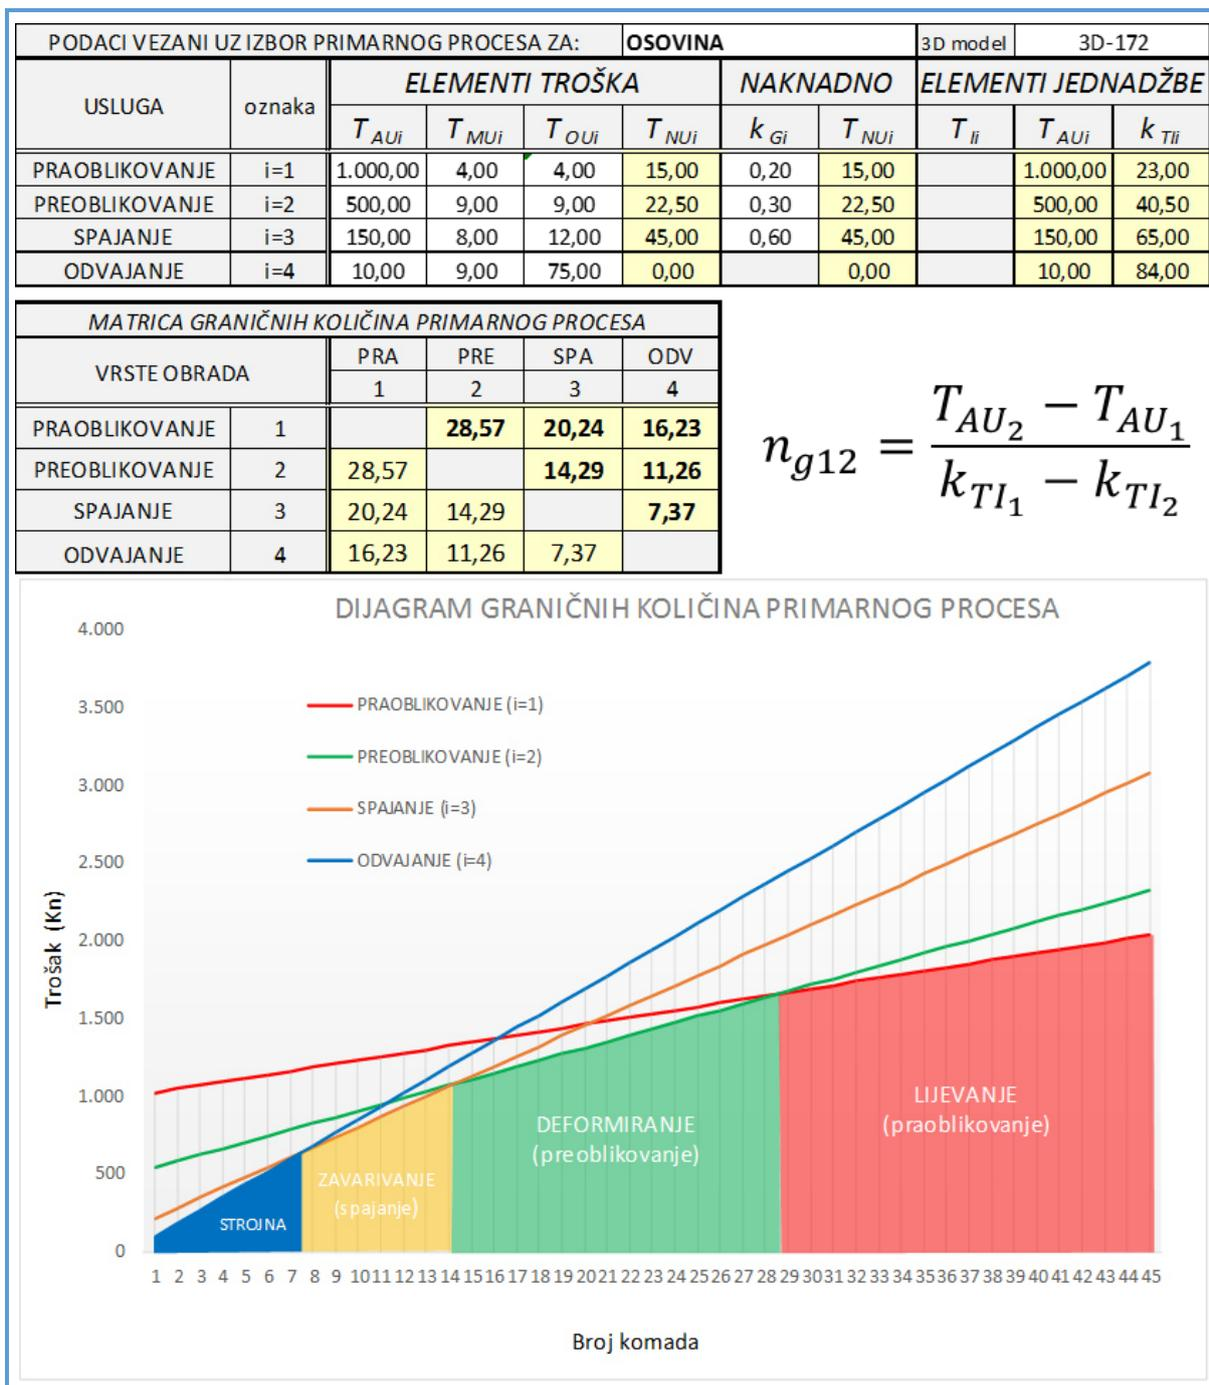 PODACI VEZANI UZ IZBOR PRIMARNOG PROCESA ZA: OSOVINA 3D model 3D-172
USLUGA oznaka ELEMENTI TROŠKA NAKNADNO ELEMENTI JEDNADŽBE
T AUi T MUi T OUi T NUi k Gi T NUi T Ii T AUi k TIi
PRAOBLIKOVANJE i=1 1.000,00 4,00 4,00 15,00 0,20 15,00 1.000,00 23,00
PREOBLIKOVANJE i=2 500,00 9,00 9,00 22,50 0,30 22,50 500,00 40,50
SPAJANJE i=3 150,00 8,00 12,00 45,00 0,60 45,00 150,00 65,00
ODVAJANJE i=4 10,00 9,00 75,00 0,00 0,00 10,00 84,00
MATRICA GRANIČNIH KOLIČINA PRIMARNOG PROCESA
VRSTE OBRADA PRA PRE SPA ODV
1 2 3 4
PRAOBLIKOVANJE 1 28,57 20,24 16,23
PREOBLIKOVANJE 2 28,57 14,29 11,26
SPAJANJE 3 20,24 14,29 7,37
ODVAJANJE 4 16,23 11,26 7,37
n g12 = (T AU2 − T AU1) / (k TI1 − k TI2)
DIJAGRAM GRANIČNIH KOLIČINA PRIMARNOG PROCESA
4.000
3.500
3.000
2.500
2.000
1.500
1.000
500
0
Trošak (Kn)
PRAOBLIKOVANJE (i=1)
PREOBLIKOVANJE (i=2)
SPAJANJE (i=3)
ODVAJANJE (i=4)
STROJNA
ZAVARIVANJE
(spajanje)
DEFORMIRANJE
(preoblikovanje)
LIJEVANJE
(praoblikovanje)
1 2 3 4 5 6 7 8 9 10 11 12 13 14 15 16 17 18 19 20 21 22 23 24 25 26 27 28 29 30 31 32 33 34 35 36 37 38 39 40 41 42 43 44 45
Broj komada